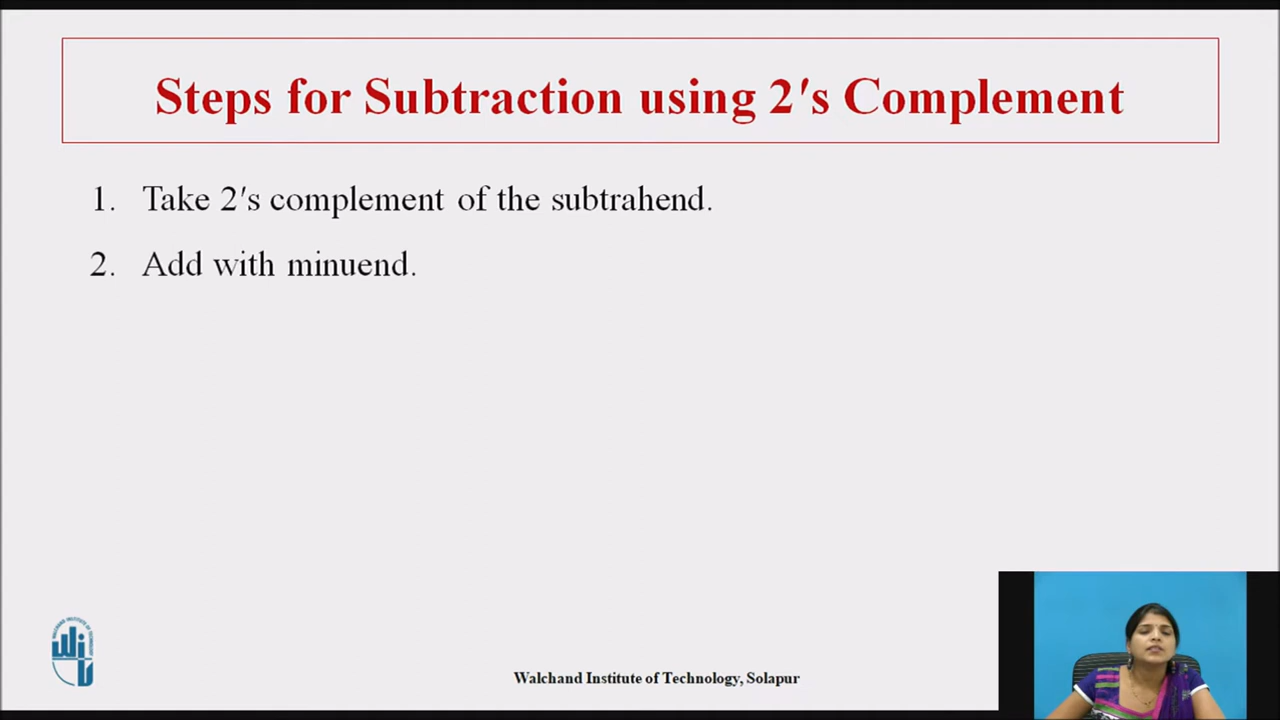 Steps for Subtraction using 2′s Complement
1. Take 2′s complement of the subtrahend.
2. Add with minuend.
Walchand Institute of Technology, Solapur